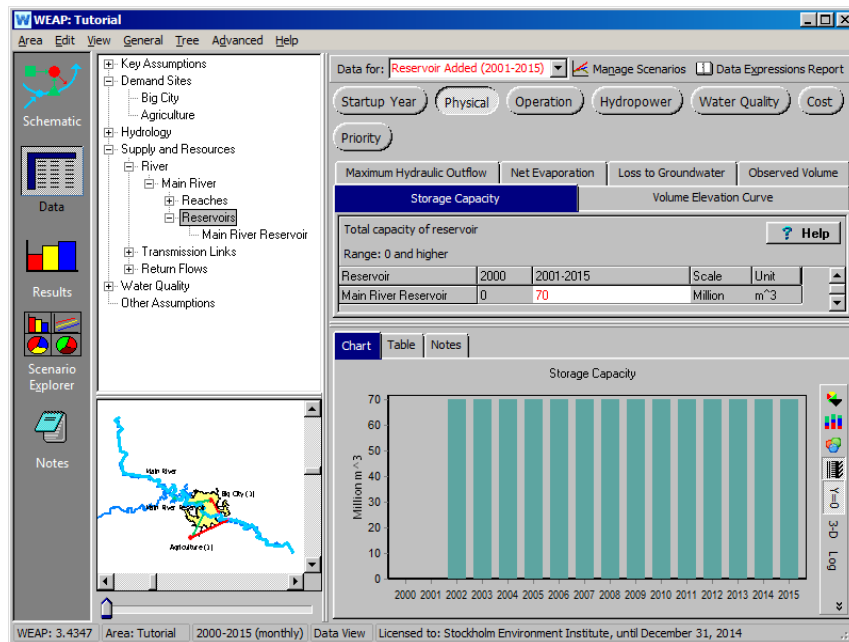 WEAP: Tutorial
Area Edit View General Tree Advanced Help
Schematic
Data
Results
Scenario
Explorer
Notes
Key Assumptions
Demand Sites
Big City
Agriculture
Hydrology
Supply and Resources
River
Main River
Reaches
Reservoirs
Main River Reservoir
Transmission Links
Return Flows
Water Quality
Other Assumptions
Main River
Big City (1)
Main River Reservoir
Agriculture (1)
Data for: Reservoir Added (2001-2015) Manage Scenarios Data Expressions Report
Startup Year Physical Operation Hydropower Water Quality Cost
Priority
Maximum Hydraulic Outflow Net Evaporation Loss to Groundwater Observed Volume
Storage Capacity Volume Elevation Curve
Total capacity of reservoir ? Help
Range: 0 and higher
Reservoir 2000 2001-2015 Scale Unit
Main River Reservoir 0 70 Million m^3
Chart Table Notes
Storage Capacity
Million m^3
70
60
50
40
30
20
10
0
2000 2001 2002 2003 2004 2005 2006 2007 2008 2009 2010 2011 2012 2013 2014 2015
Y=0
3-D
Log
WEAP: 3.4347 Area: Tutorial 2000-2015 (monthly) Data View Licensed to: Stockholm Environment Institute, until December 31, 2014